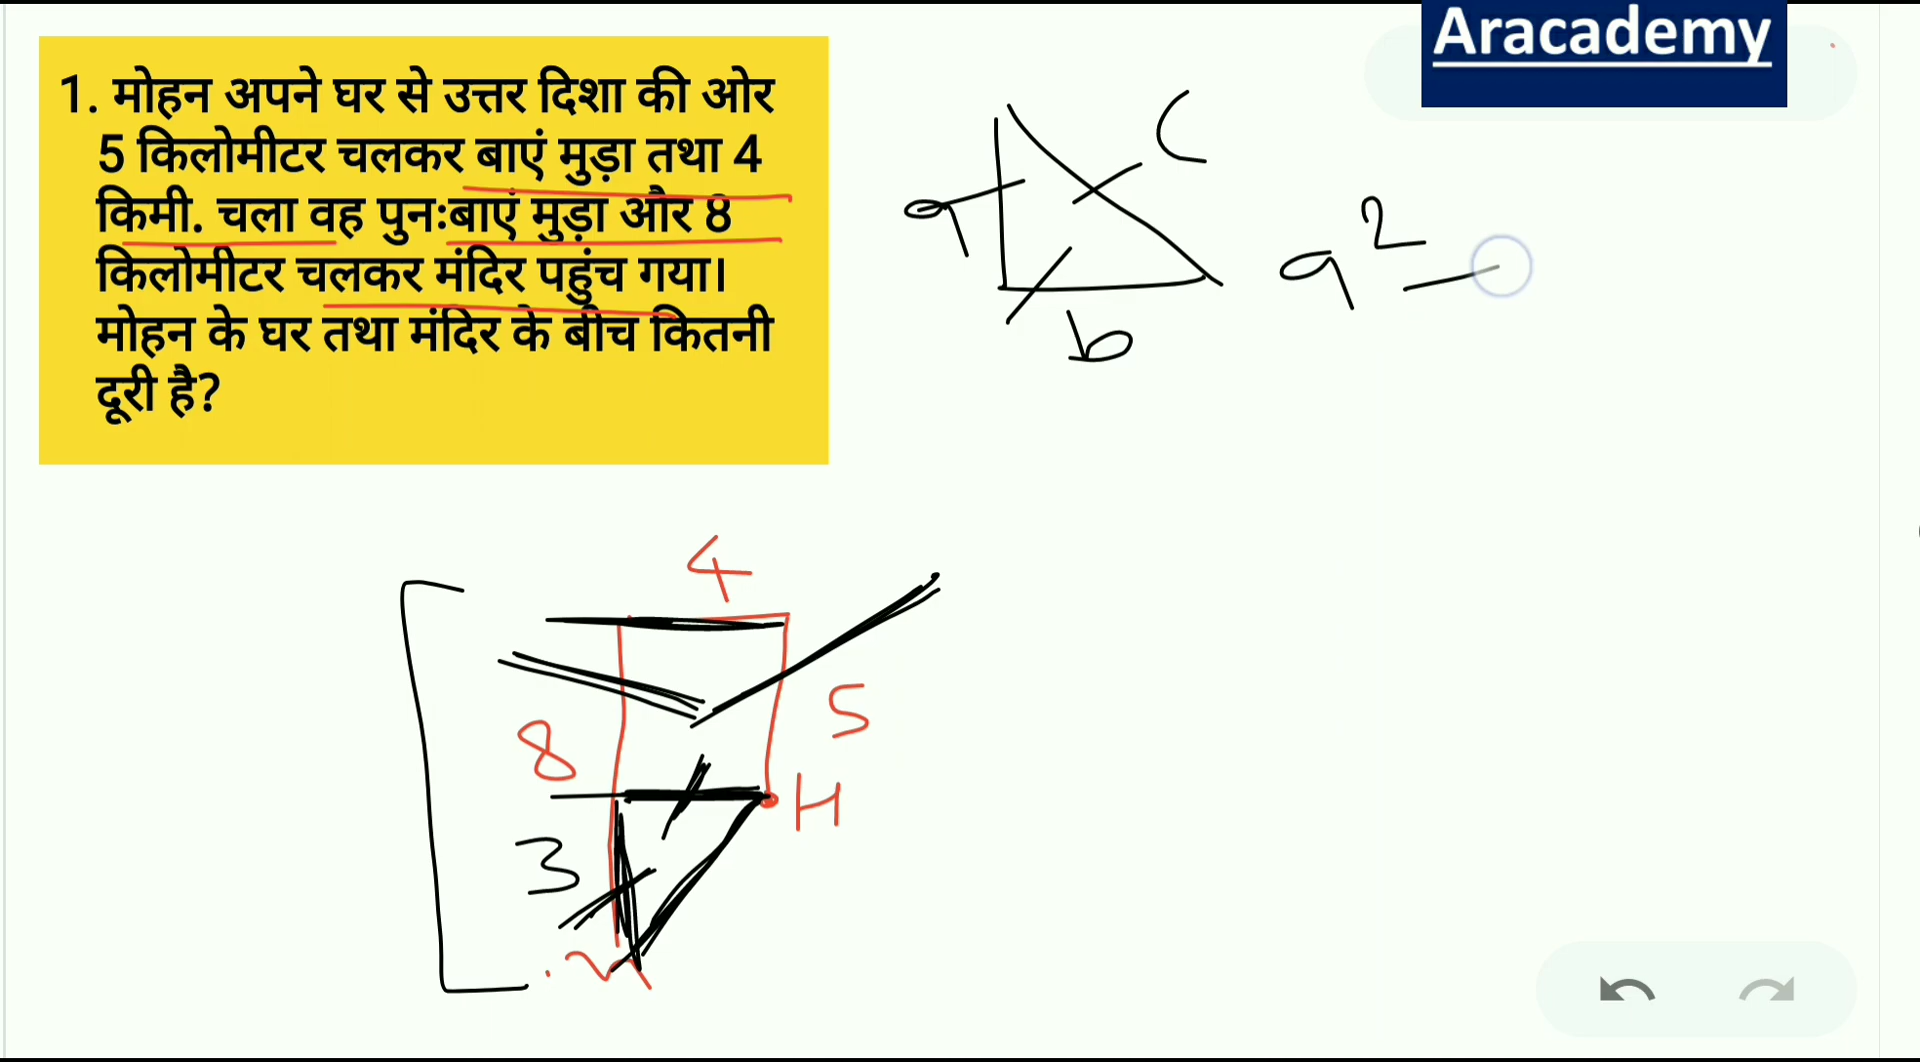 Aracademy
1. मोहन अपने घर से उत्तर दिशा की ओर
5 किलोमीटर चलकर बाएं मुड़ा तथा 4
किमी. चला वह पुनःबाएं मुड़ा और 8
किलोमीटर चलकर मंदिर पहुंच गया।
मोहन के घर तथा मंदिर के बीच कितनी
दूरी है?
C
a
b
a²
4
5
8
H
3